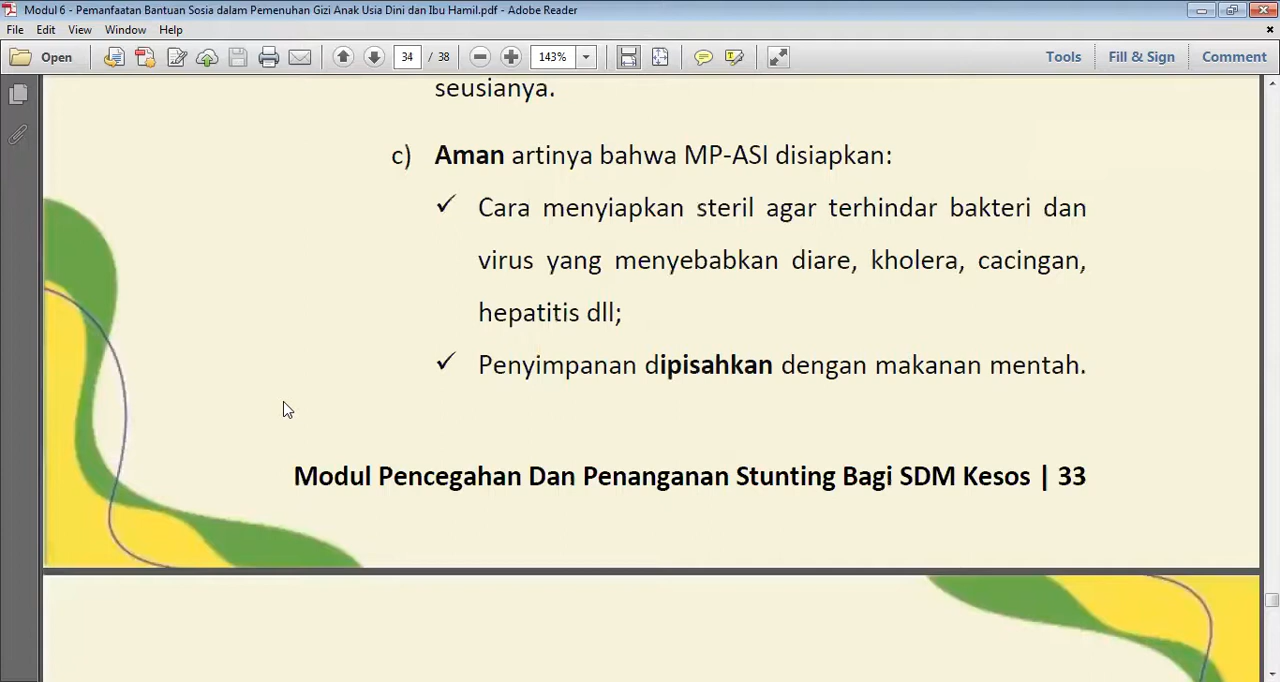 Modul 6 - Pemanfaatan Bantuan Sosia dalam Pemenuhan Gizi Anak Usia Dini dan Ibu Hamil.pdf - Adobe Reader
File Edit View Window Help
Open 34 / 38 143% Tools Fill & Sign Comment
seusianya.
c) Aman artinya bahwa MP-ASI disiapkan:
✓ Cara menyiapkan steril agar terhindar bakteri dan
virus yang menyebabkan diare, kholera, cacingan,
hepatitis dll;
✓ Penyimpanan dipisahkan dengan makanan mentah.
Modul Pencegahan Dan Penanganan Stunting Bagi SDM Kesos | 33